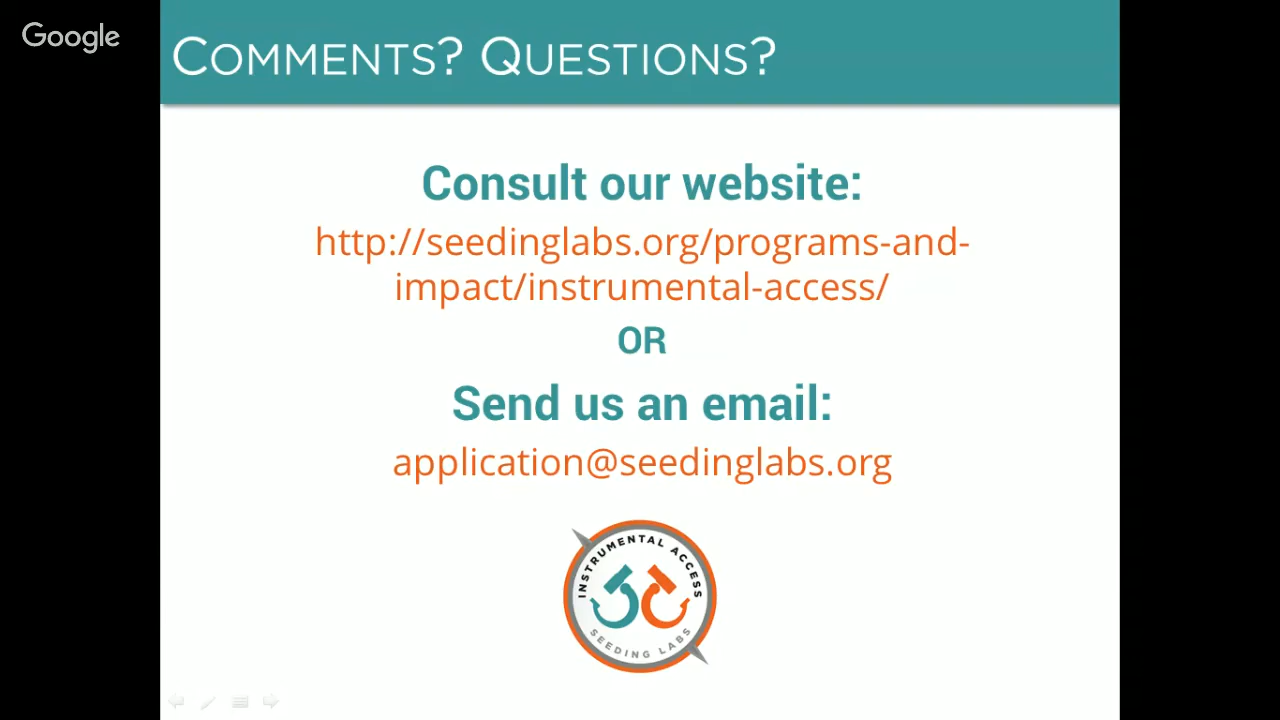 Google
COMMENTS? QUESTIONS?
Consult our website:
http://seedinglabs.org/programs-and-
impact/instrumental-access/
OR
Send us an email:
application@seedinglabs.org
INSTRUMENTAL ACCESS
SEEDING LABS